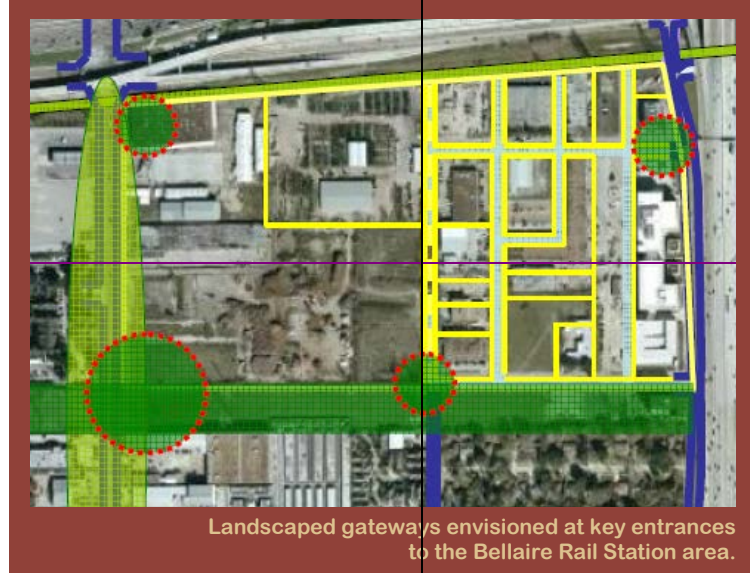 Landscaped gateways envisioned at key entrances
to the Bellaire Rail Station area.